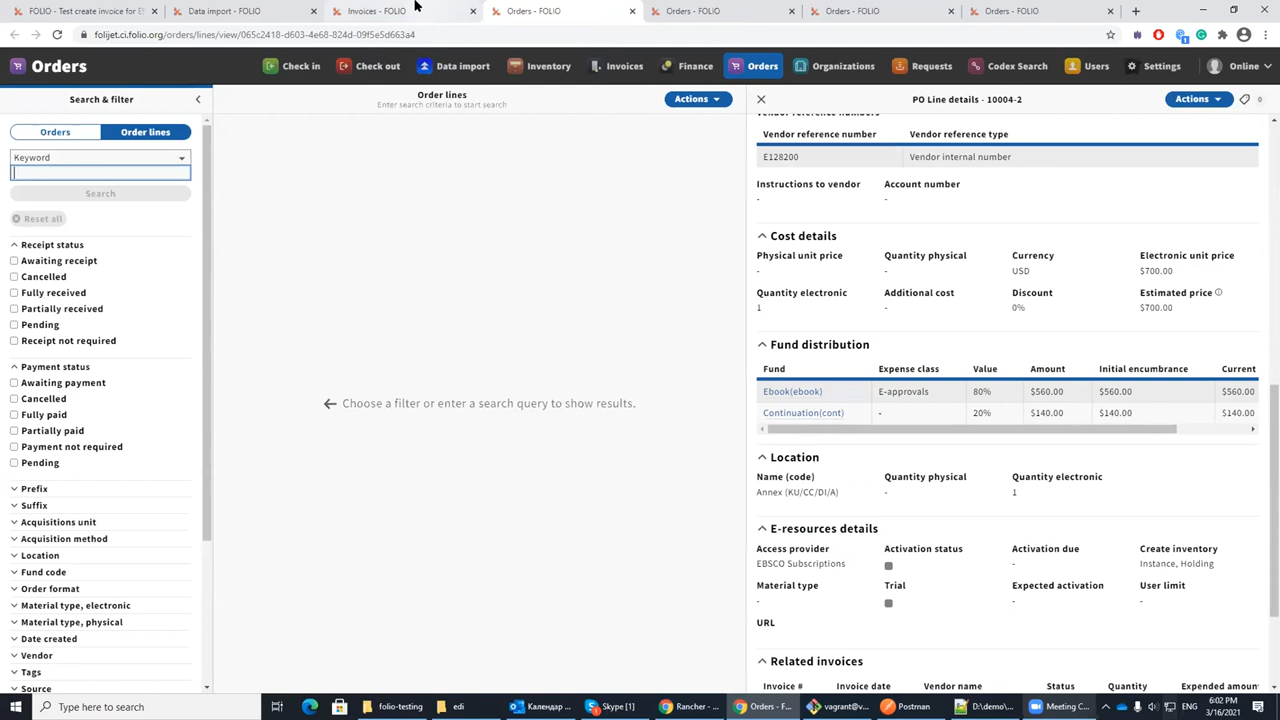 FOLIO - Test create invoice for ES
Data import - FOLIO
Invoices - FOLIO
Orders - FOLIO
Orders - FOLIO
Orders - FOLIO
Orders - FOLIO
folijet.ci.folio.org/orders/lines/view/065c2418-d603-4e68-824d-09f5e5d663a4
Orders
Check in
Check out
Data import
Inventory
Invoices
Finance
Orders
Organizations
Requests
Codex Search
Users
Settings
Online
Search & filter
Orders
Order lines
Keyword
Search
Reset all
Receipt status
Awaiting receipt
Cancelled
Fully received
Partially received
Pending
Receipt not required
Payment status
Awaiting payment
Cancelled
Fully paid
Partially paid
Payment not required
Pending
Prefix
Suffix
Acquisitions unit
Acquisition method
Location
Fund code
Order format
Material type, electronic
Material type, physical
Date created
Vendor
Tags
Source
Order lines
Enter search criteria to start search
Actions
Choose a filter or enter a search query to show results.
PO Line details - 10004-2
Actions
0
Vendor reference numbers
Vendor reference number Vendor reference type
E128200 Vendor internal number
Instructions to vendor Account number
- -
Cost details
Physical unit price Quantity physical Currency Electronic unit price
- - USD $700.00
Quantity electronic Additional cost Discount Estimated price
1 - 0% $700.00
Fund distribution
Fund Expense class Value Amount Initial encumbrance Current
Ebook(ebook) E-approvals 80% $560.00 $560.00 $560.00
Continuation(cont) - 20% $140.00 $140.00 $140.00
Location
Name (code) Quantity physical Quantity electronic
Annex (KU/CC/DI/A) - 1
E-resources details
Access provider Activation status Activation due Create inventory
EBSCO Subscriptions - Instance, Holding
Material type Trial Expected activation User limit
- - -
URL
Related invoices
Invoice # Invoice date Vendor name Status Quantity Expended amoun
Type here to search
folio-testing
edi
Календар ...
Skype [1]
Rancher - ...
Orders - F...
vagrant@v...
Postman
D:\demo\...
Meeting C...
6:02 PM
3/16/2021